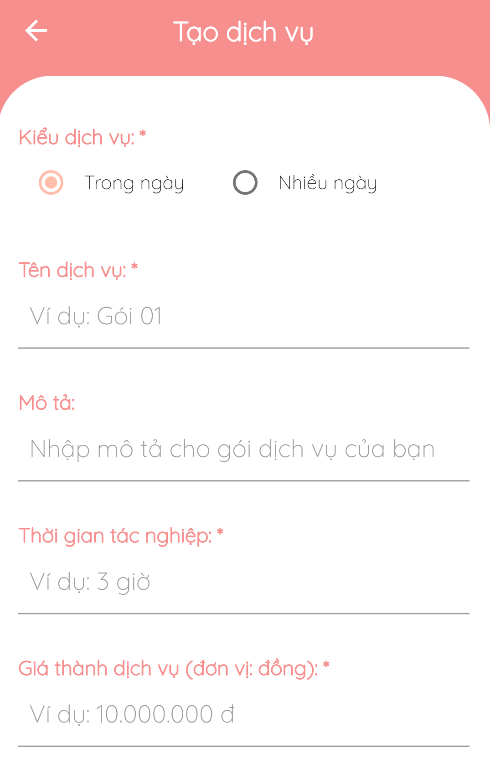 Tạo dịch vụ
Kiểu dịch vụ: *
Trong ngày
Nhiều ngày
Tên dịch vụ: *
Ví dụ: Gói 01
Mô tả:
Nhập mô tả cho gói dịch vụ của bạn
Thời gian tác nghiệp: *
Ví dụ: 3 giờ
Giá thành dịch vụ (đơn vị: đồng): *
Ví dụ: 10.000.000 đ